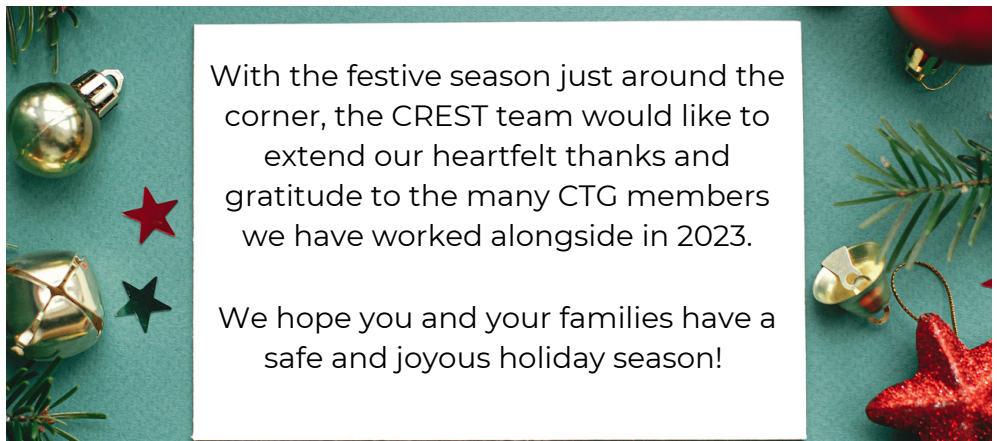 With the festive season just around the
corner, the CREST team would like to
extend our heartfelt thanks and
gratitude to the many CTG members
we have worked alongside in 2023.
We hope you and your families have a
safe and joyous holiday season!